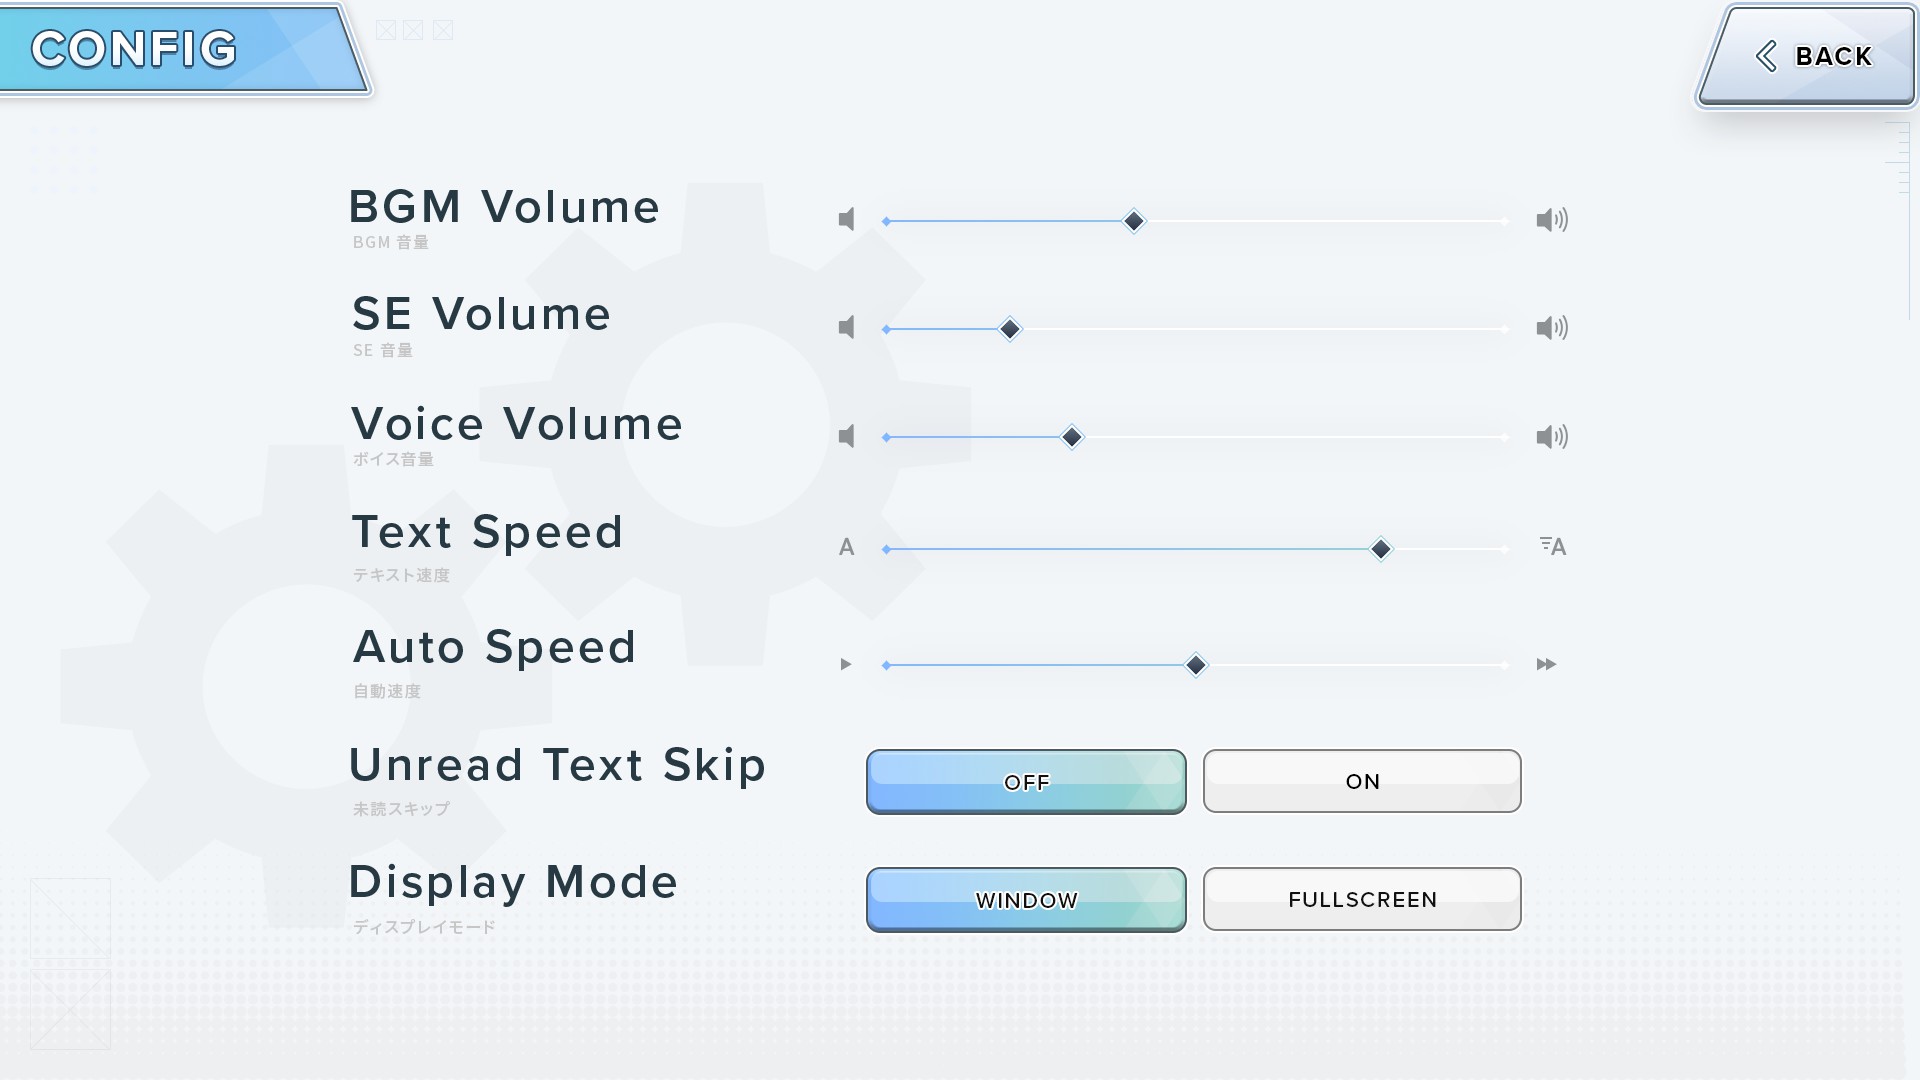 CONFIG
BACK
BGM Volume
BGM 音量
SE Volume
SE 音量
Voice Volume
ボイス音量
Text Speed
テキスト速度
A
A
Auto Speed
自動速度
Unread Text Skip
未読スキップ
OFF
ON
Display Mode
ディスプレイモード
WINDOW
FULLSCREEN